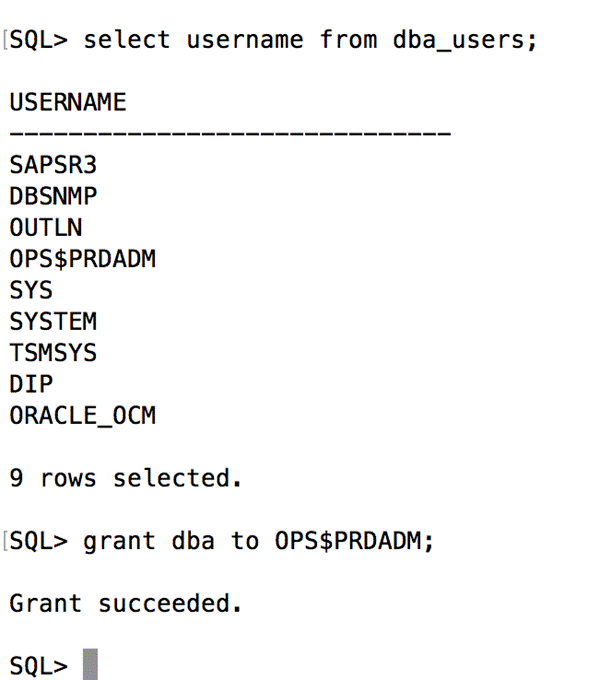 [SQL> select username from dba_users;
USERNAME
------------------------------
SAPSR3
DBSNMP
OUTLN
OPS$PRDADM
SYS
SYSTEM
TSMSYS
DIP
ORACLE_OCM
9 rows selected.
[SQL> grant dba to OPS$PRDADM;
Grant succeeded.
SQL>